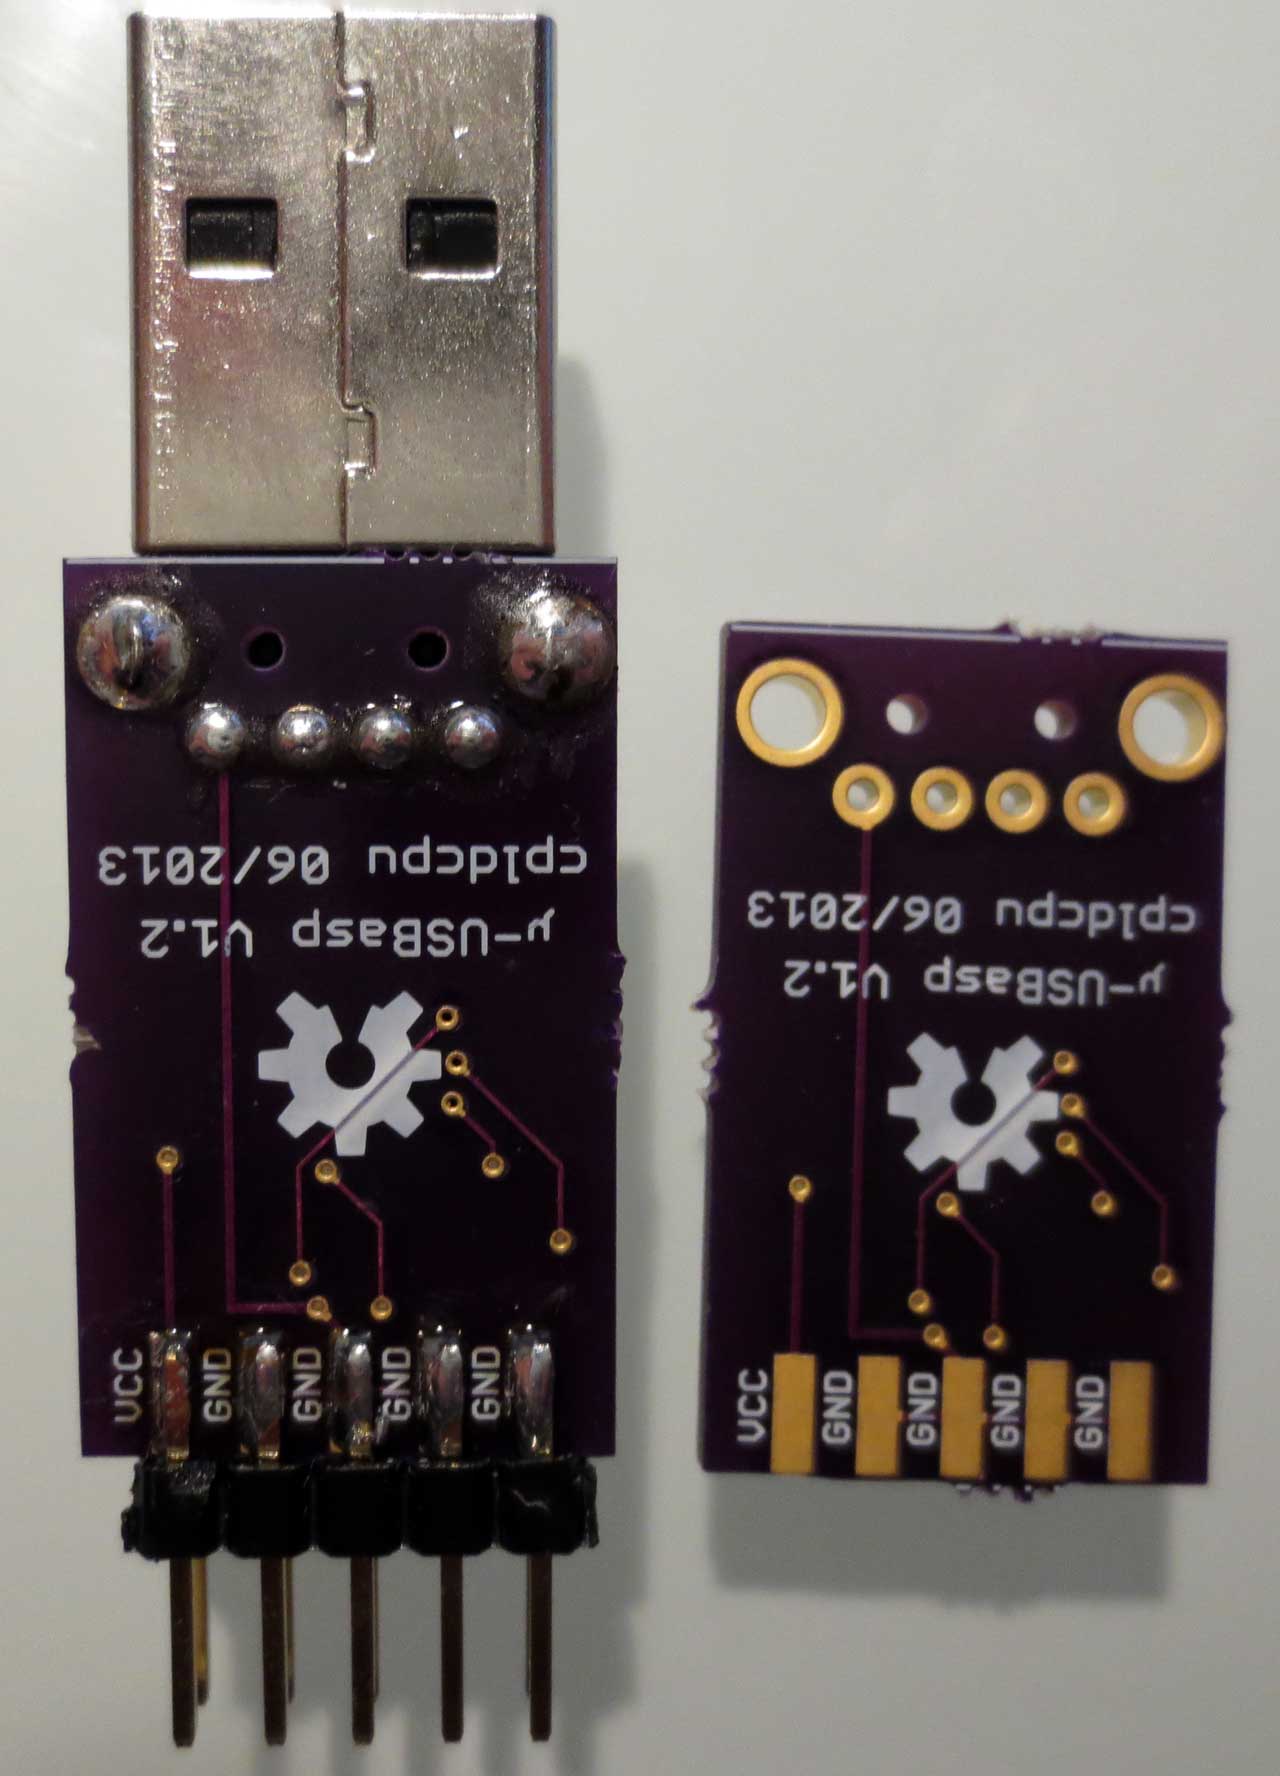 μ-USBasp V1.2
cpldcpu 06/2013
VCC
GND
GND
GND
GND
μ-USBasp V1.2
cpldcpu 06/2013
VCC
GND
GND
GND
GND